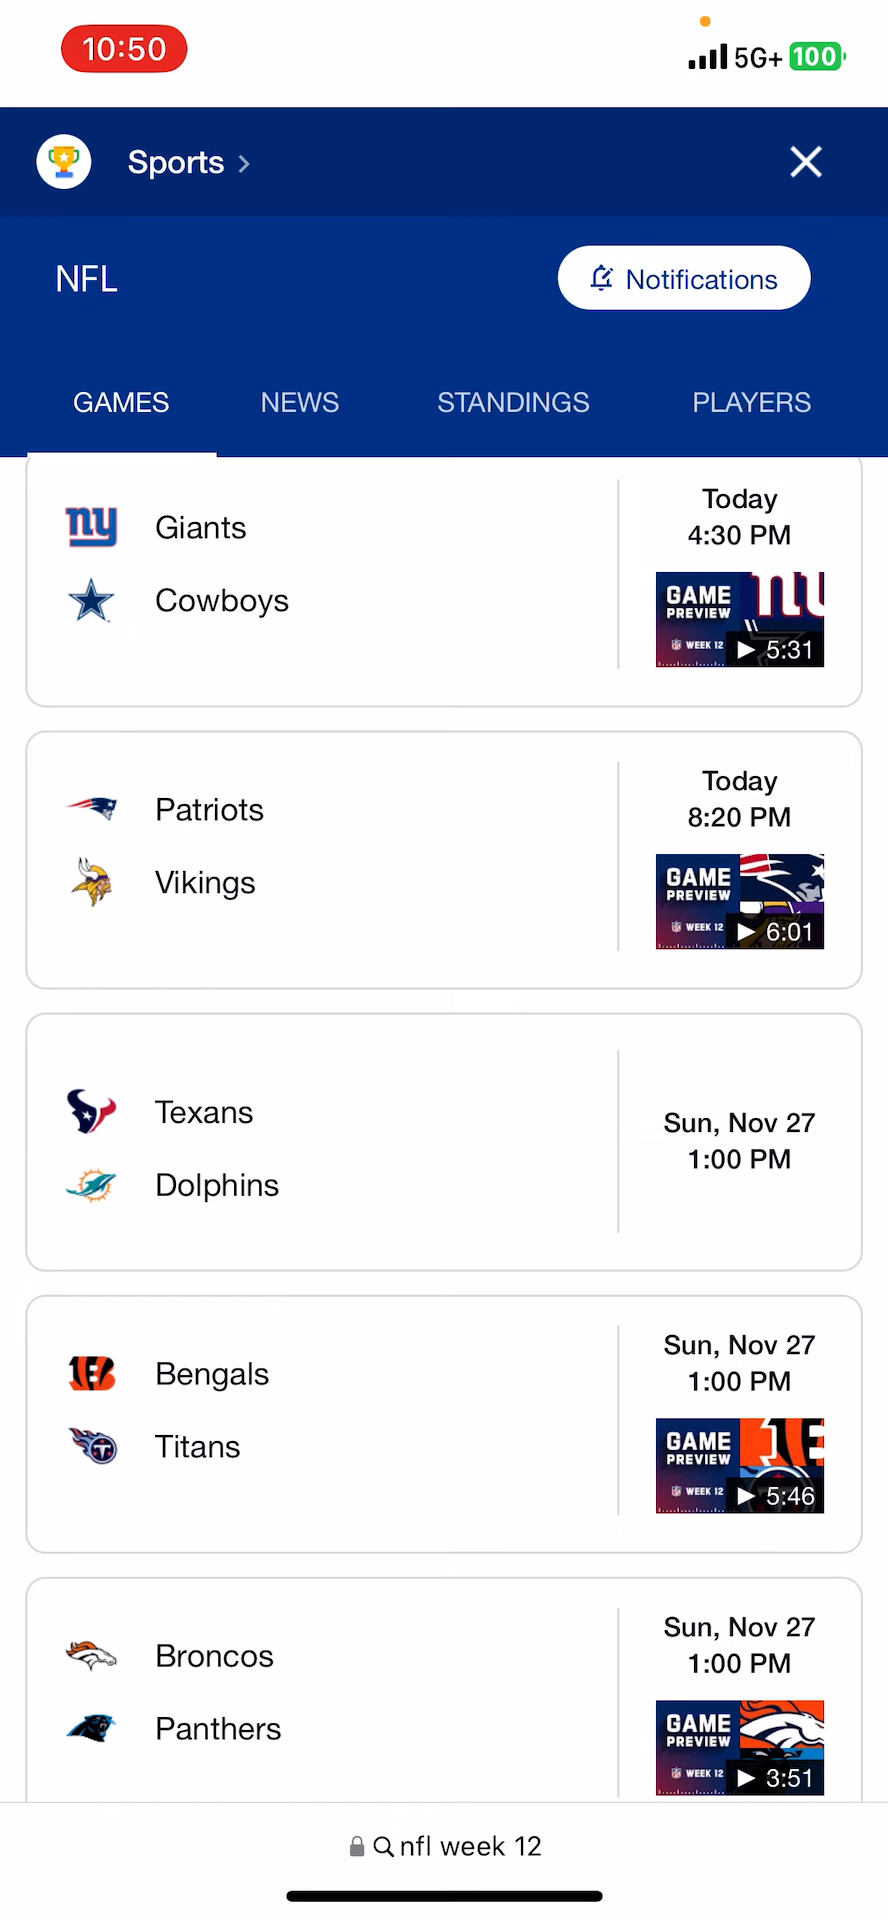 10:50
5G+ 100
Sports
NFL
Notifications
GAMES NEWS STANDINGS PLAYERS
ny
Giants
Cowboys
Today
4:30 PM
GAME
PREVIEW
ny
WEEK 12
5:31
Patriots
Vikings
Today
8:20 PM
GAME
PREVIEW
WEEK 12
6:01
Texans
Dolphins
Sun, Nov 27
1:00 PM
Bengals
Titans
Sun, Nov 27
1:00 PM
GAME
PREVIEW
WEEK 12
5:46
Broncos
Panthers
Sun, Nov 27
1:00 PM
GAME
PREVIEW
WEEK 12
3:51
nfl week 12